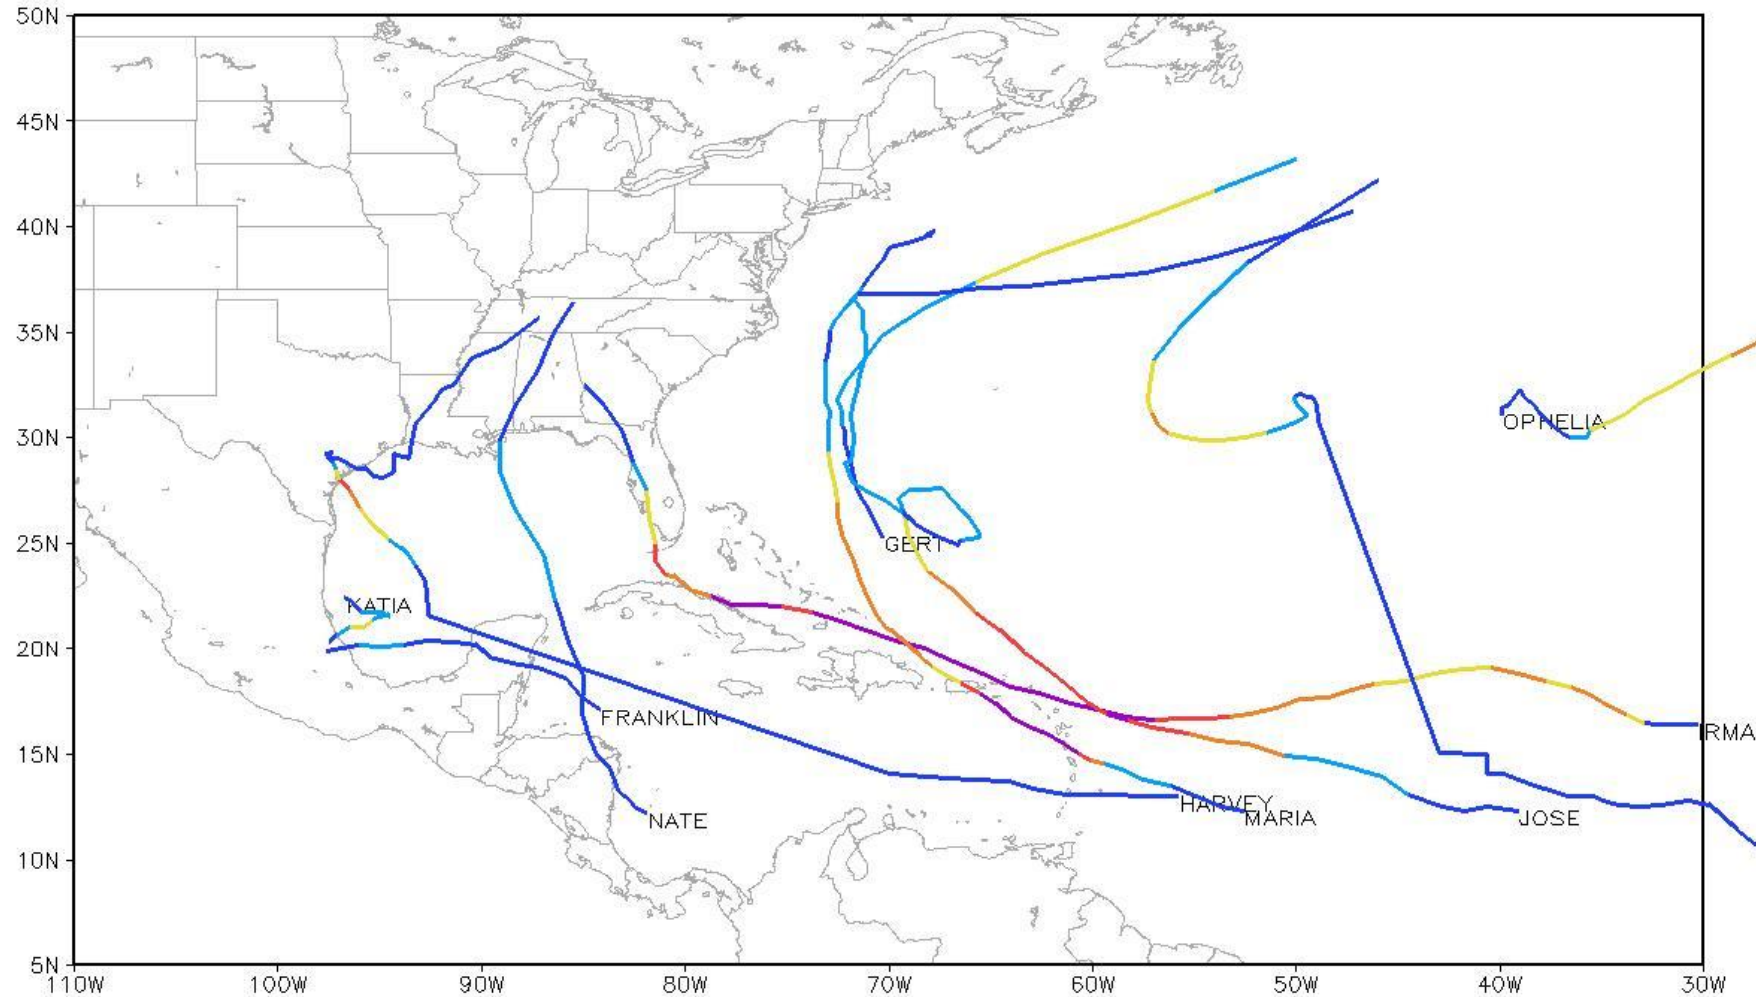 50N
45N
40N
35N
30N
25N
20N
15N
10N
5N
OPHELIA
GERT
KATIA
FRANKLIN
IRMA
HARVEY
MARIA
JOSE
NATE
110W 100W 90W 80W 70W 60W 50W 40W 30W